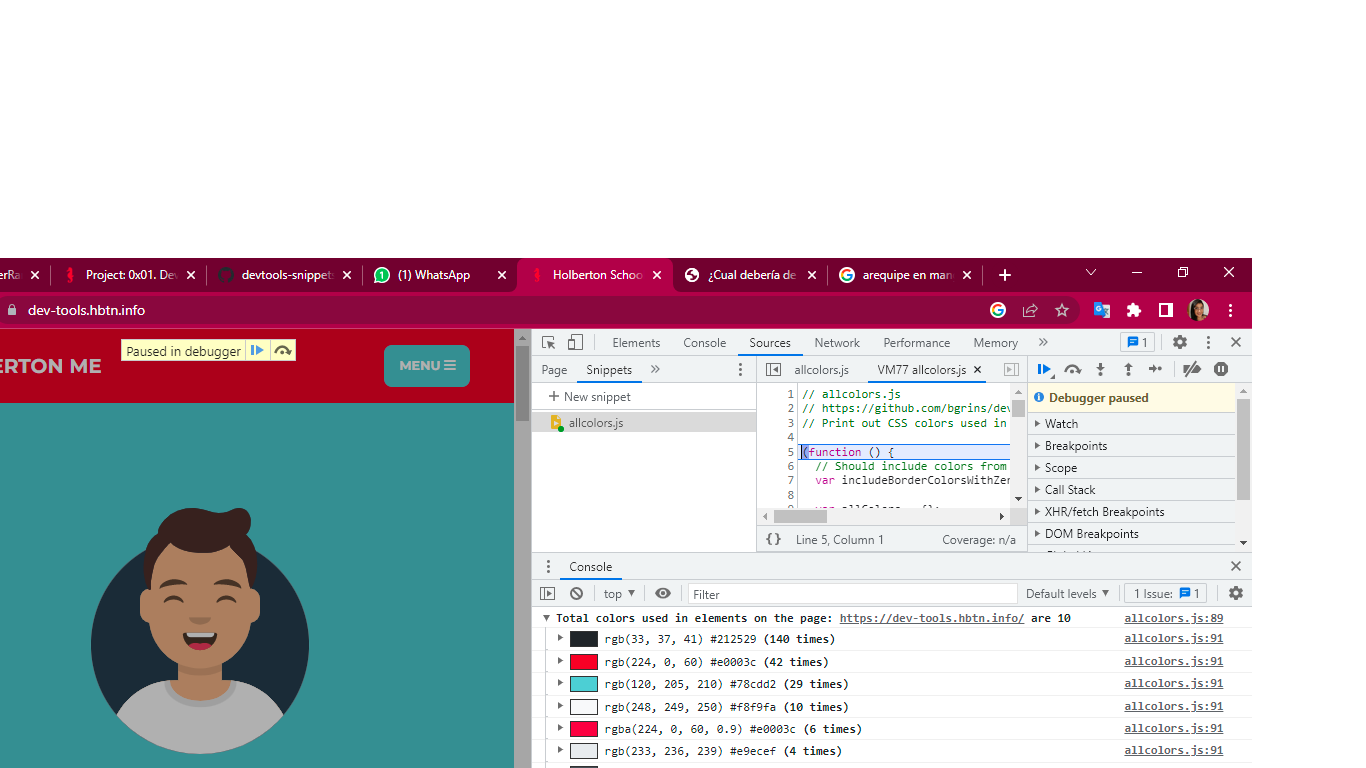 erRa
Project: 0x01. Dev
devtools-snippet
(1) WhatsApp
Holberton Schoo
¿Cual debería de
arequipe en man
dev-tools.hbtn.info
ERTON ME
Paused in debugger
MENU
Elements Console Sources Network Performance Memory 1
Page Snippets
New snippet
allcolors.js
allcolors.js VM77 allcolors.js
1 // allcolors.js
2 // https://github.com/bgrins/dev
3 // Print out CSS colors used in
4
5 (function () {
6 // Should include colors from
7 var includeBorderColorsWithZer
8
{} Line 5, Column 1 Coverage: n/a
Debugger paused
Watch
Breakpoints
Scope
Call Stack
XHR/fetch Breakpoints
DOM Breakpoints
Console
top Filter Default levels 1 Issue: 1
Total colors used in elements on the page: https://dev-tools.hbtn.info/ are 10 allcolors.js:89
rgb(33, 37, 41) #212529 (140 times) allcolors.js:91
rgb(224, 0, 60) #e0003c (42 times) allcolors.js:91
rgb(120, 205, 210) #78cdd2 (29 times) allcolors.js:91
rgb(248, 249, 250) #f8f9fa (10 times) allcolors.js:91
rgba(224, 0, 60, 0.9) #e0003c (6 times) allcolors.js:91
rgb(233, 236, 239) #e9ecef (4 times) allcolors.js:91